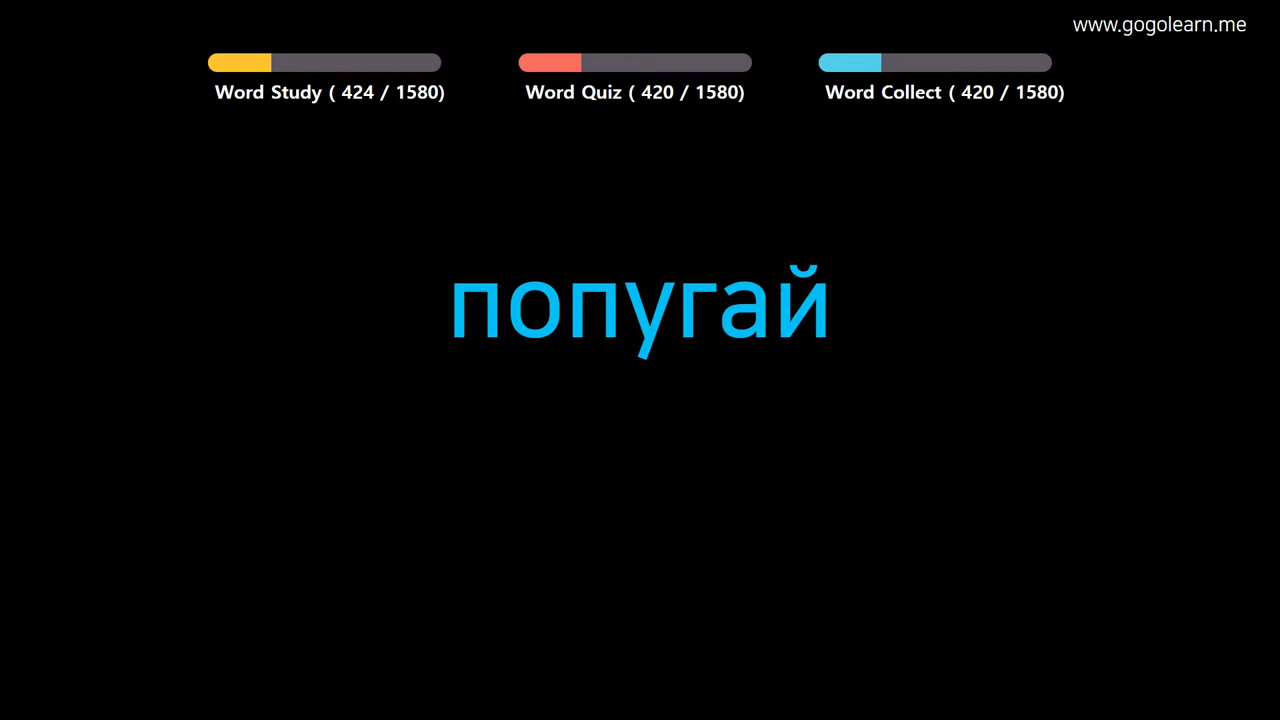 www.gogolearn.me
Word Study ( 424 / 1580)
Word Quiz ( 420 / 1580)
Word Collect ( 420 / 1580)
попугай